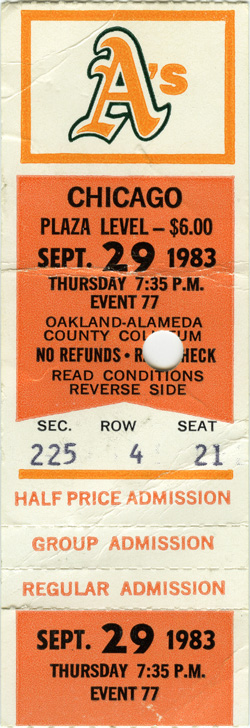 A's
CHICAGO
PLAZA LEVEL – $6.00
SEPT. 29 1983
THURSDAY 7:35 P.M.
EVENT 77
OAKLAND-ALAMEDA
COUNTY
NO REFUNDS •
READ CONDITIONS
REVERSE SIDE
SEC. ROW SEAT
225 4 21
HALF PRICE ADMISSION
GROUP ADMISSION
REGULAR ADMISSION
SEPT. 29 1983
THURSDAY 7:35 P.M.
EVENT 77